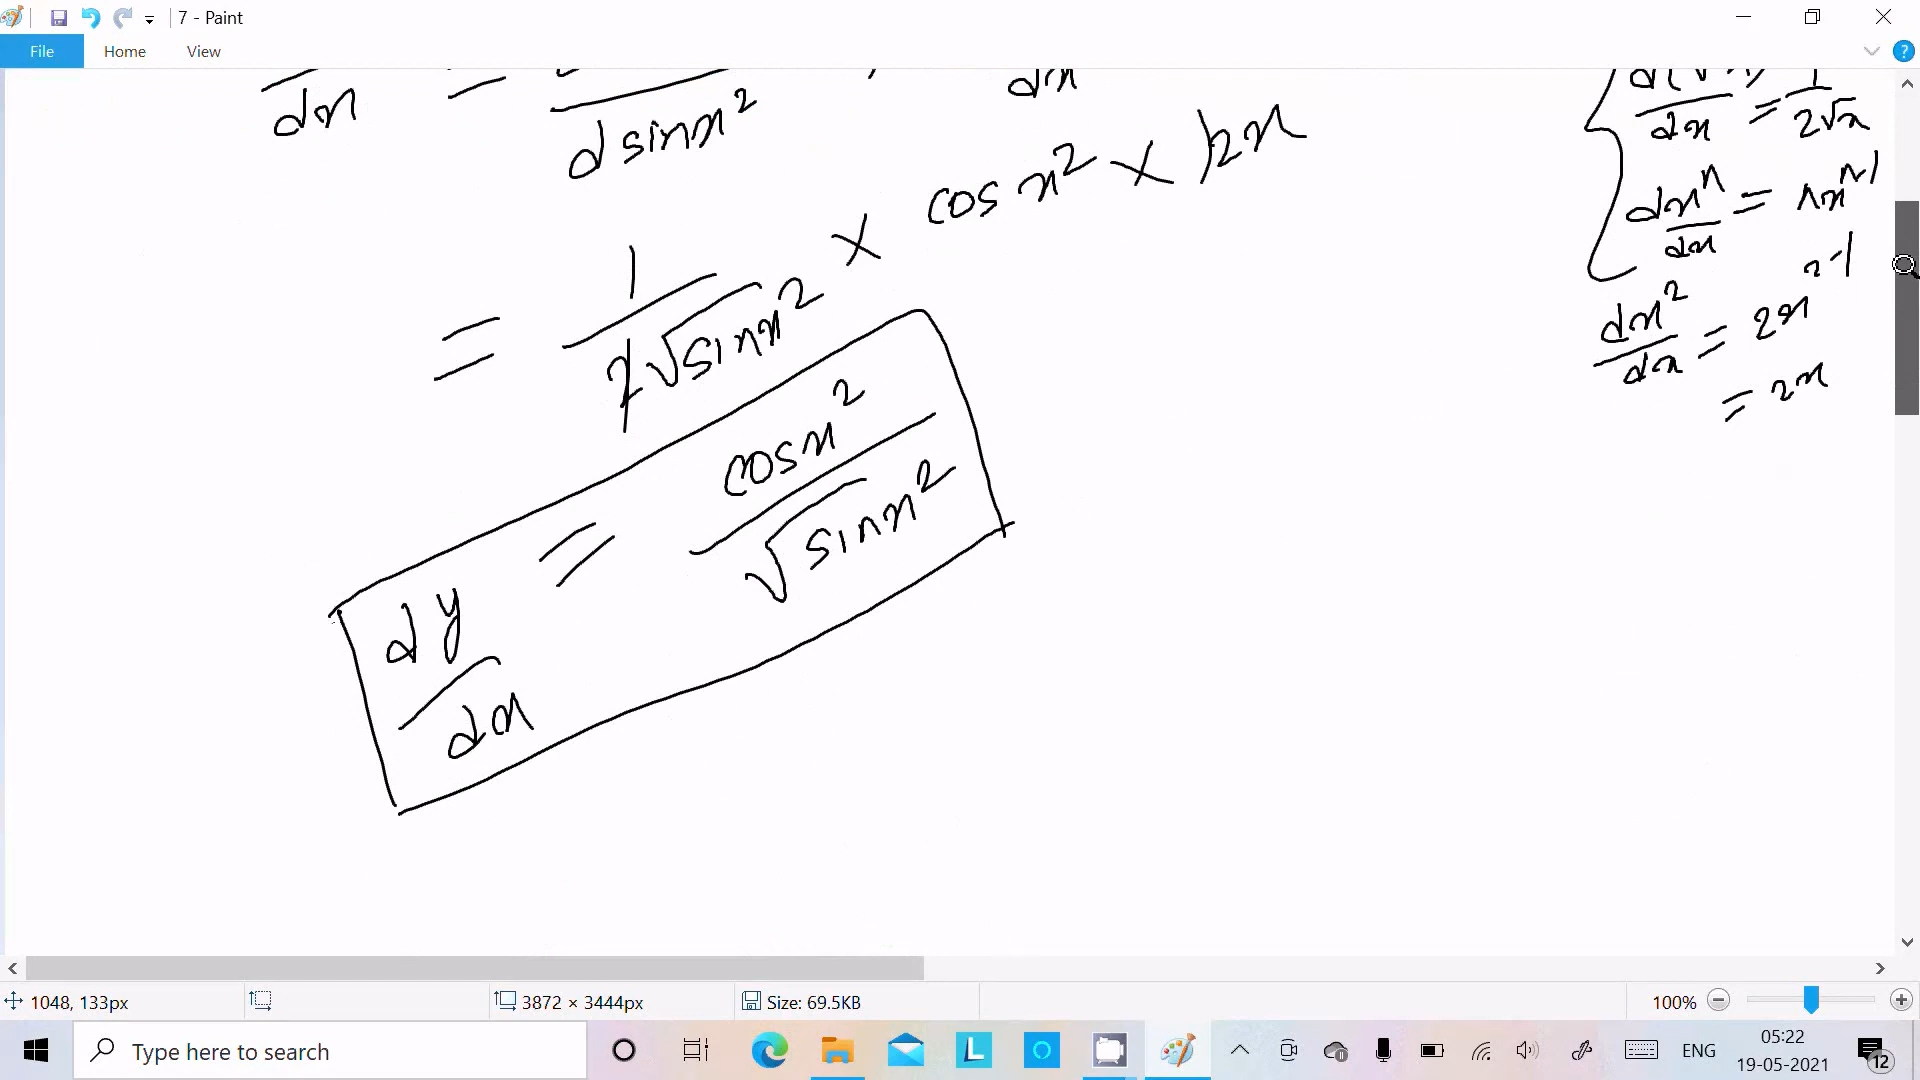 7 - Paint
File Home View
dx = d sinx² dx
= 1/2√sinx² × cos x² × 2x
dy/dx = cosx²/√sinx²
d(√x)/dx = 1/2√x
dxⁿ/dx = nxⁿ⁻¹
dx²/dx = 2x²⁻¹
= 2x
1048, 133px 3872 × 3444px Size: 69.5KB 100%
Type here to search
ENG 05:22
19-05-2021
12